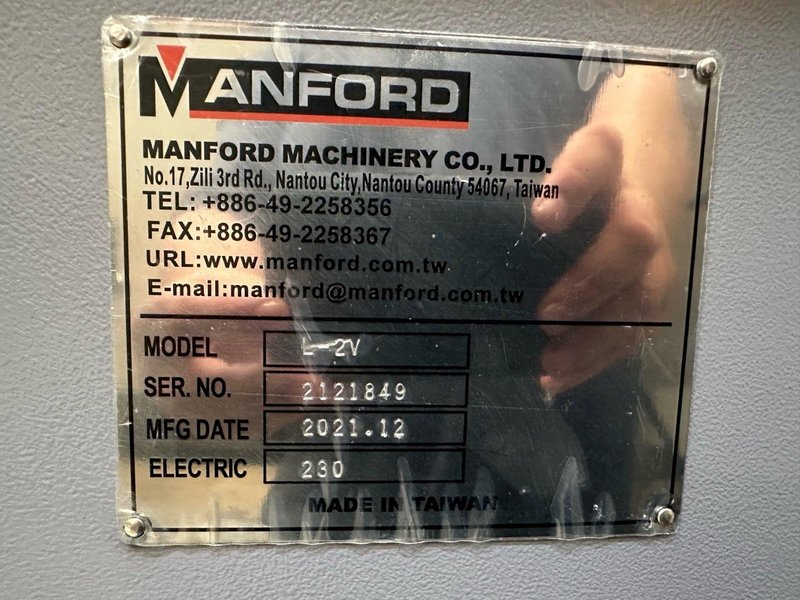 MANFORD
MANFORD MACHINERY CO., LTD.
No.17,Zili 3rd Rd., Nantou City,Nantou County 54067, Taiwan
TEL: +886-49-2258356
FAX:+886-49-2258367
URL:www.manford.com.tw
E-mail:manford@manford.com.tw
MODEL L-2V
SER. NO. 2121849
MFG DATE 2021.12
ELECTRIC 230
MADE IN TAIWAN